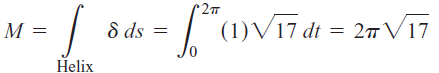 M = ∫_Helix δ ds = ∫_0^{2π} (1)√17 dt = 2π√17